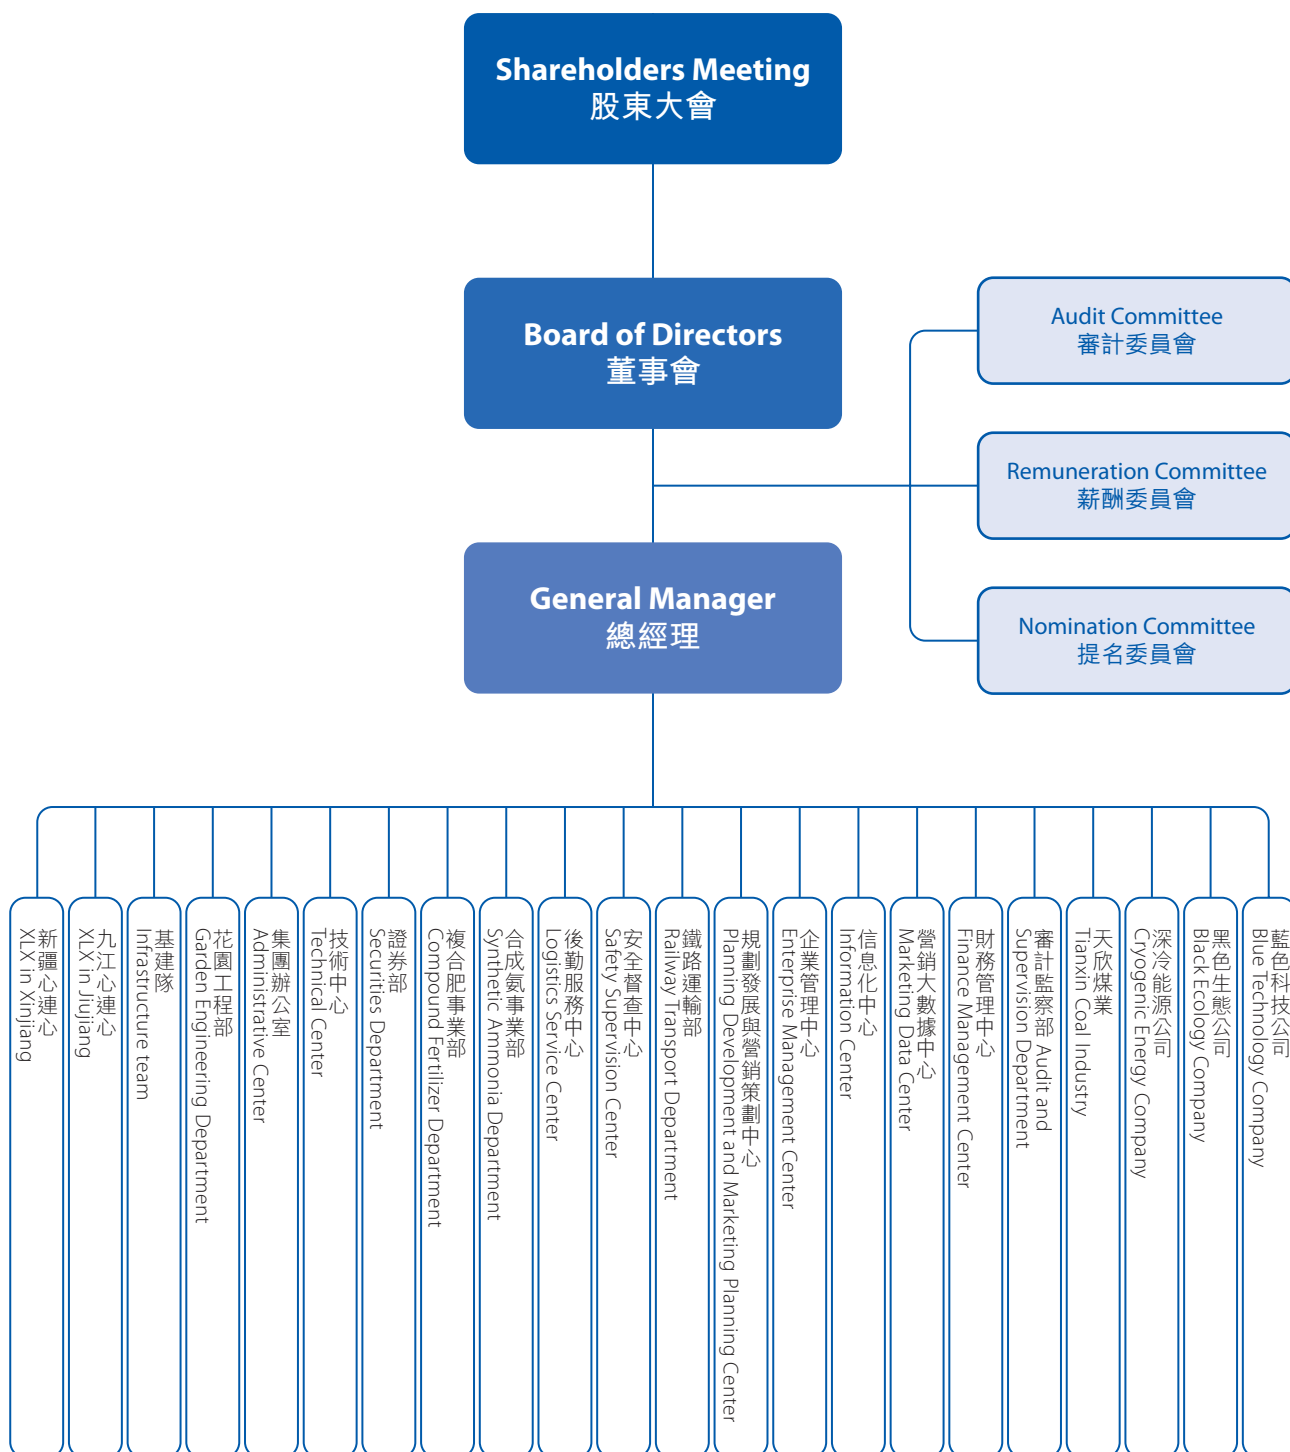 Shareholders Meeting
股東大會
Board of Directors
董事會
Audit Committee
審計委員會
Remuneration Committee
薪酬委員會
General Manager
總經理
Nomination Committee
提名委員會
新疆心連心
XLX in Xinjiang
九江心連心
XLX in Jiujiang
基建隊
Infrastructure team
花園工程部
Garden Engineering Department
集團辦公室
Administrative Center
技術中心
Technical Center
證券部
Securities Department
複合肥事業部
Compound Fertilizer Department
合成氨事業部
Synthetic Ammonia Department
後勤服務中心
Logistics Service Center
安全督查中心
Safety Supervision Center
鐵路運輸部
Railway Transport Department
規劃發展與營銷策劃中心
Planning Development and Marketing Planning Center
企業管理中心
Enterprise Management Center
信息化中心
Information Center
營銷大數據中心
Marketing Data Center
財務管理中心
Finance Management Center
審計監察部 Audit and
Supervision Department
天欣煤業
Tianxin Coal Industry
深冷能源公司
Cryogenic Energy Company
黑色生態公司
Black Ecology Company
藍色科技公司
Blue Technology Company